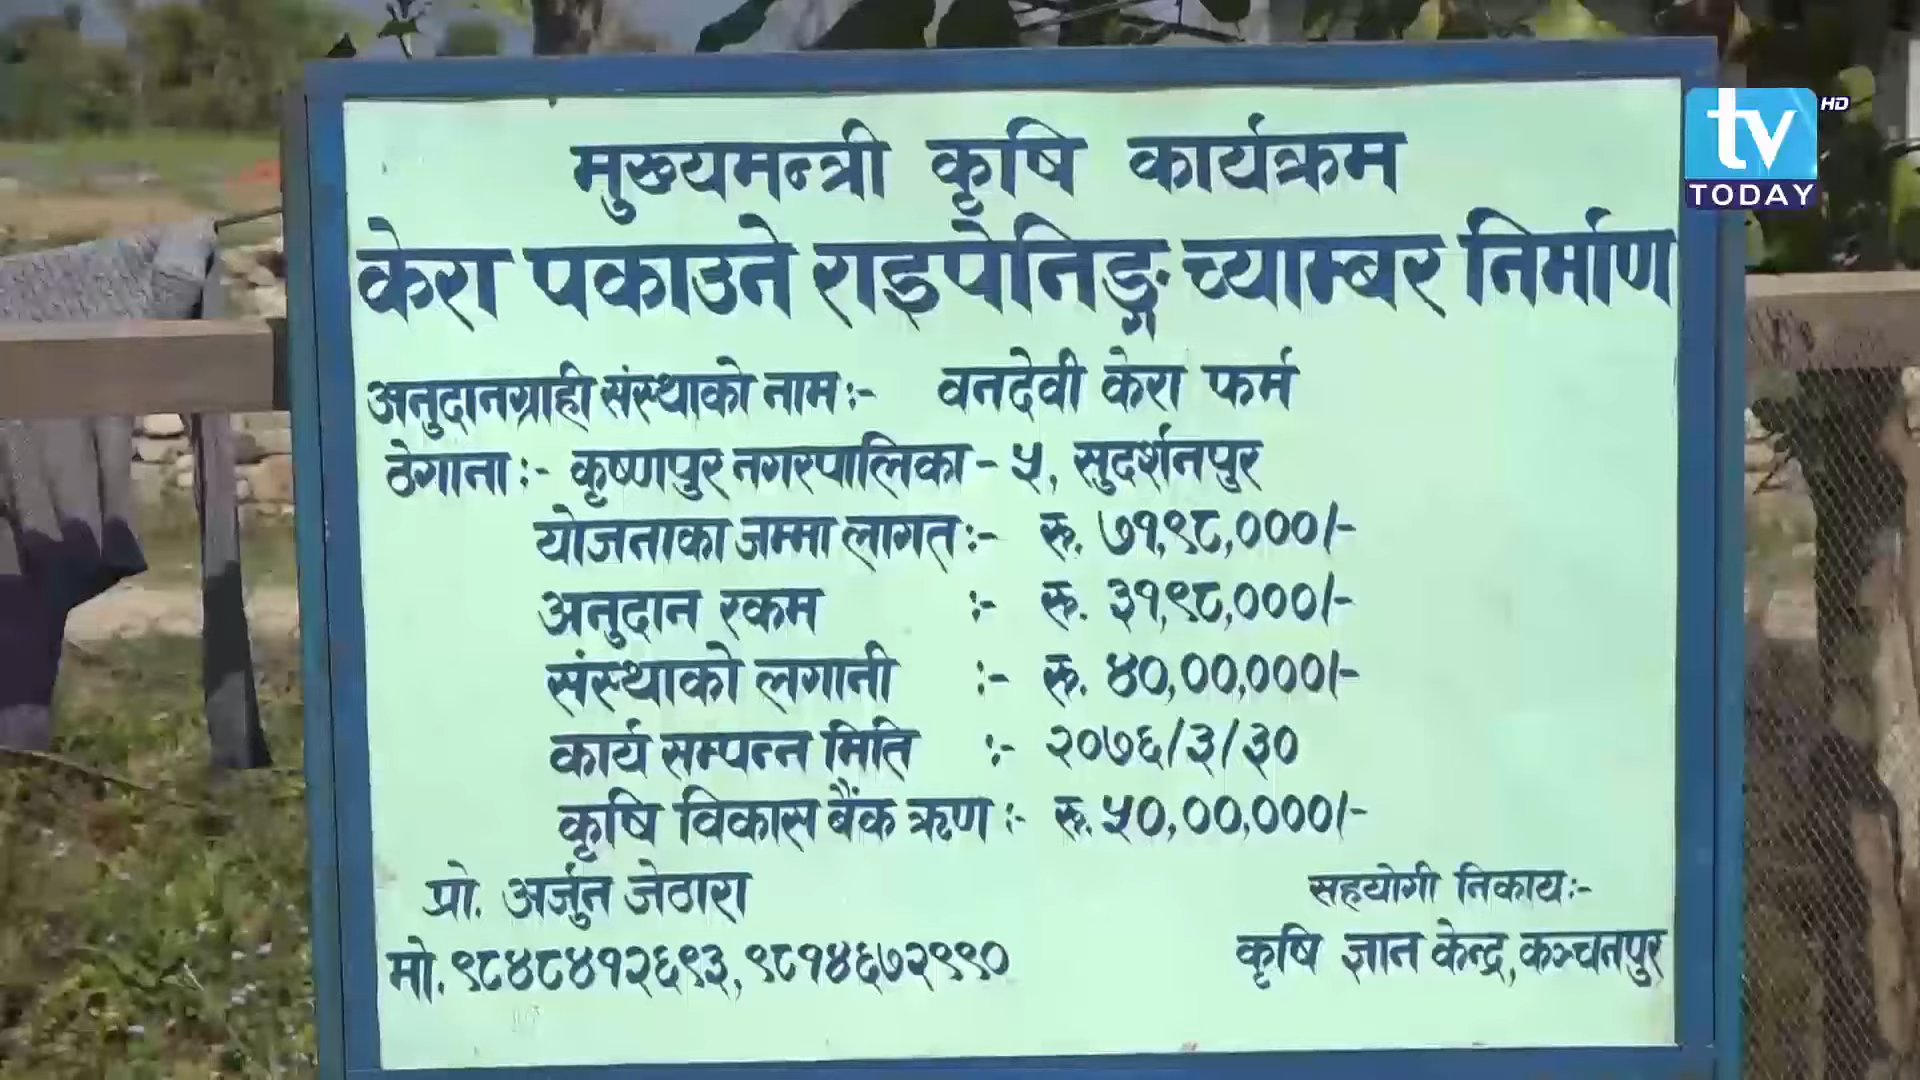 मुख्यमन्त्री कृषि कार्यक्रम
केरा पकाउने राइपेनिङ्ग च्याम्बर निर्माण
अनुदानग्राही संस्थाको नाम:- वनदेवी केरा फर्म
ठेगाना:- कृष्णपुर नगरपालिका - ५, सुदर्शनपुर
योजनाका जम्मा लागत:- रु. ७१,९८,०००/-
अनुदान रकम :- रु. ३१,९८,०००/-
संस्थाको लगानी :- रु. ४०,००,०००/-
कार्य सम्पन्न मिति :- २०७६/३/३०
कृषि विकास बैंक ऋण :- रु. ५०,००,०००/-
प्रो. अर्जुन जेठारा
मो. ९८४८४१२६९३, ९८१४६७२९९०
सहयोगी निकाय:-
कृषि ज्ञान केन्द्र, कञ्चनपुर
tv HD
TODAY